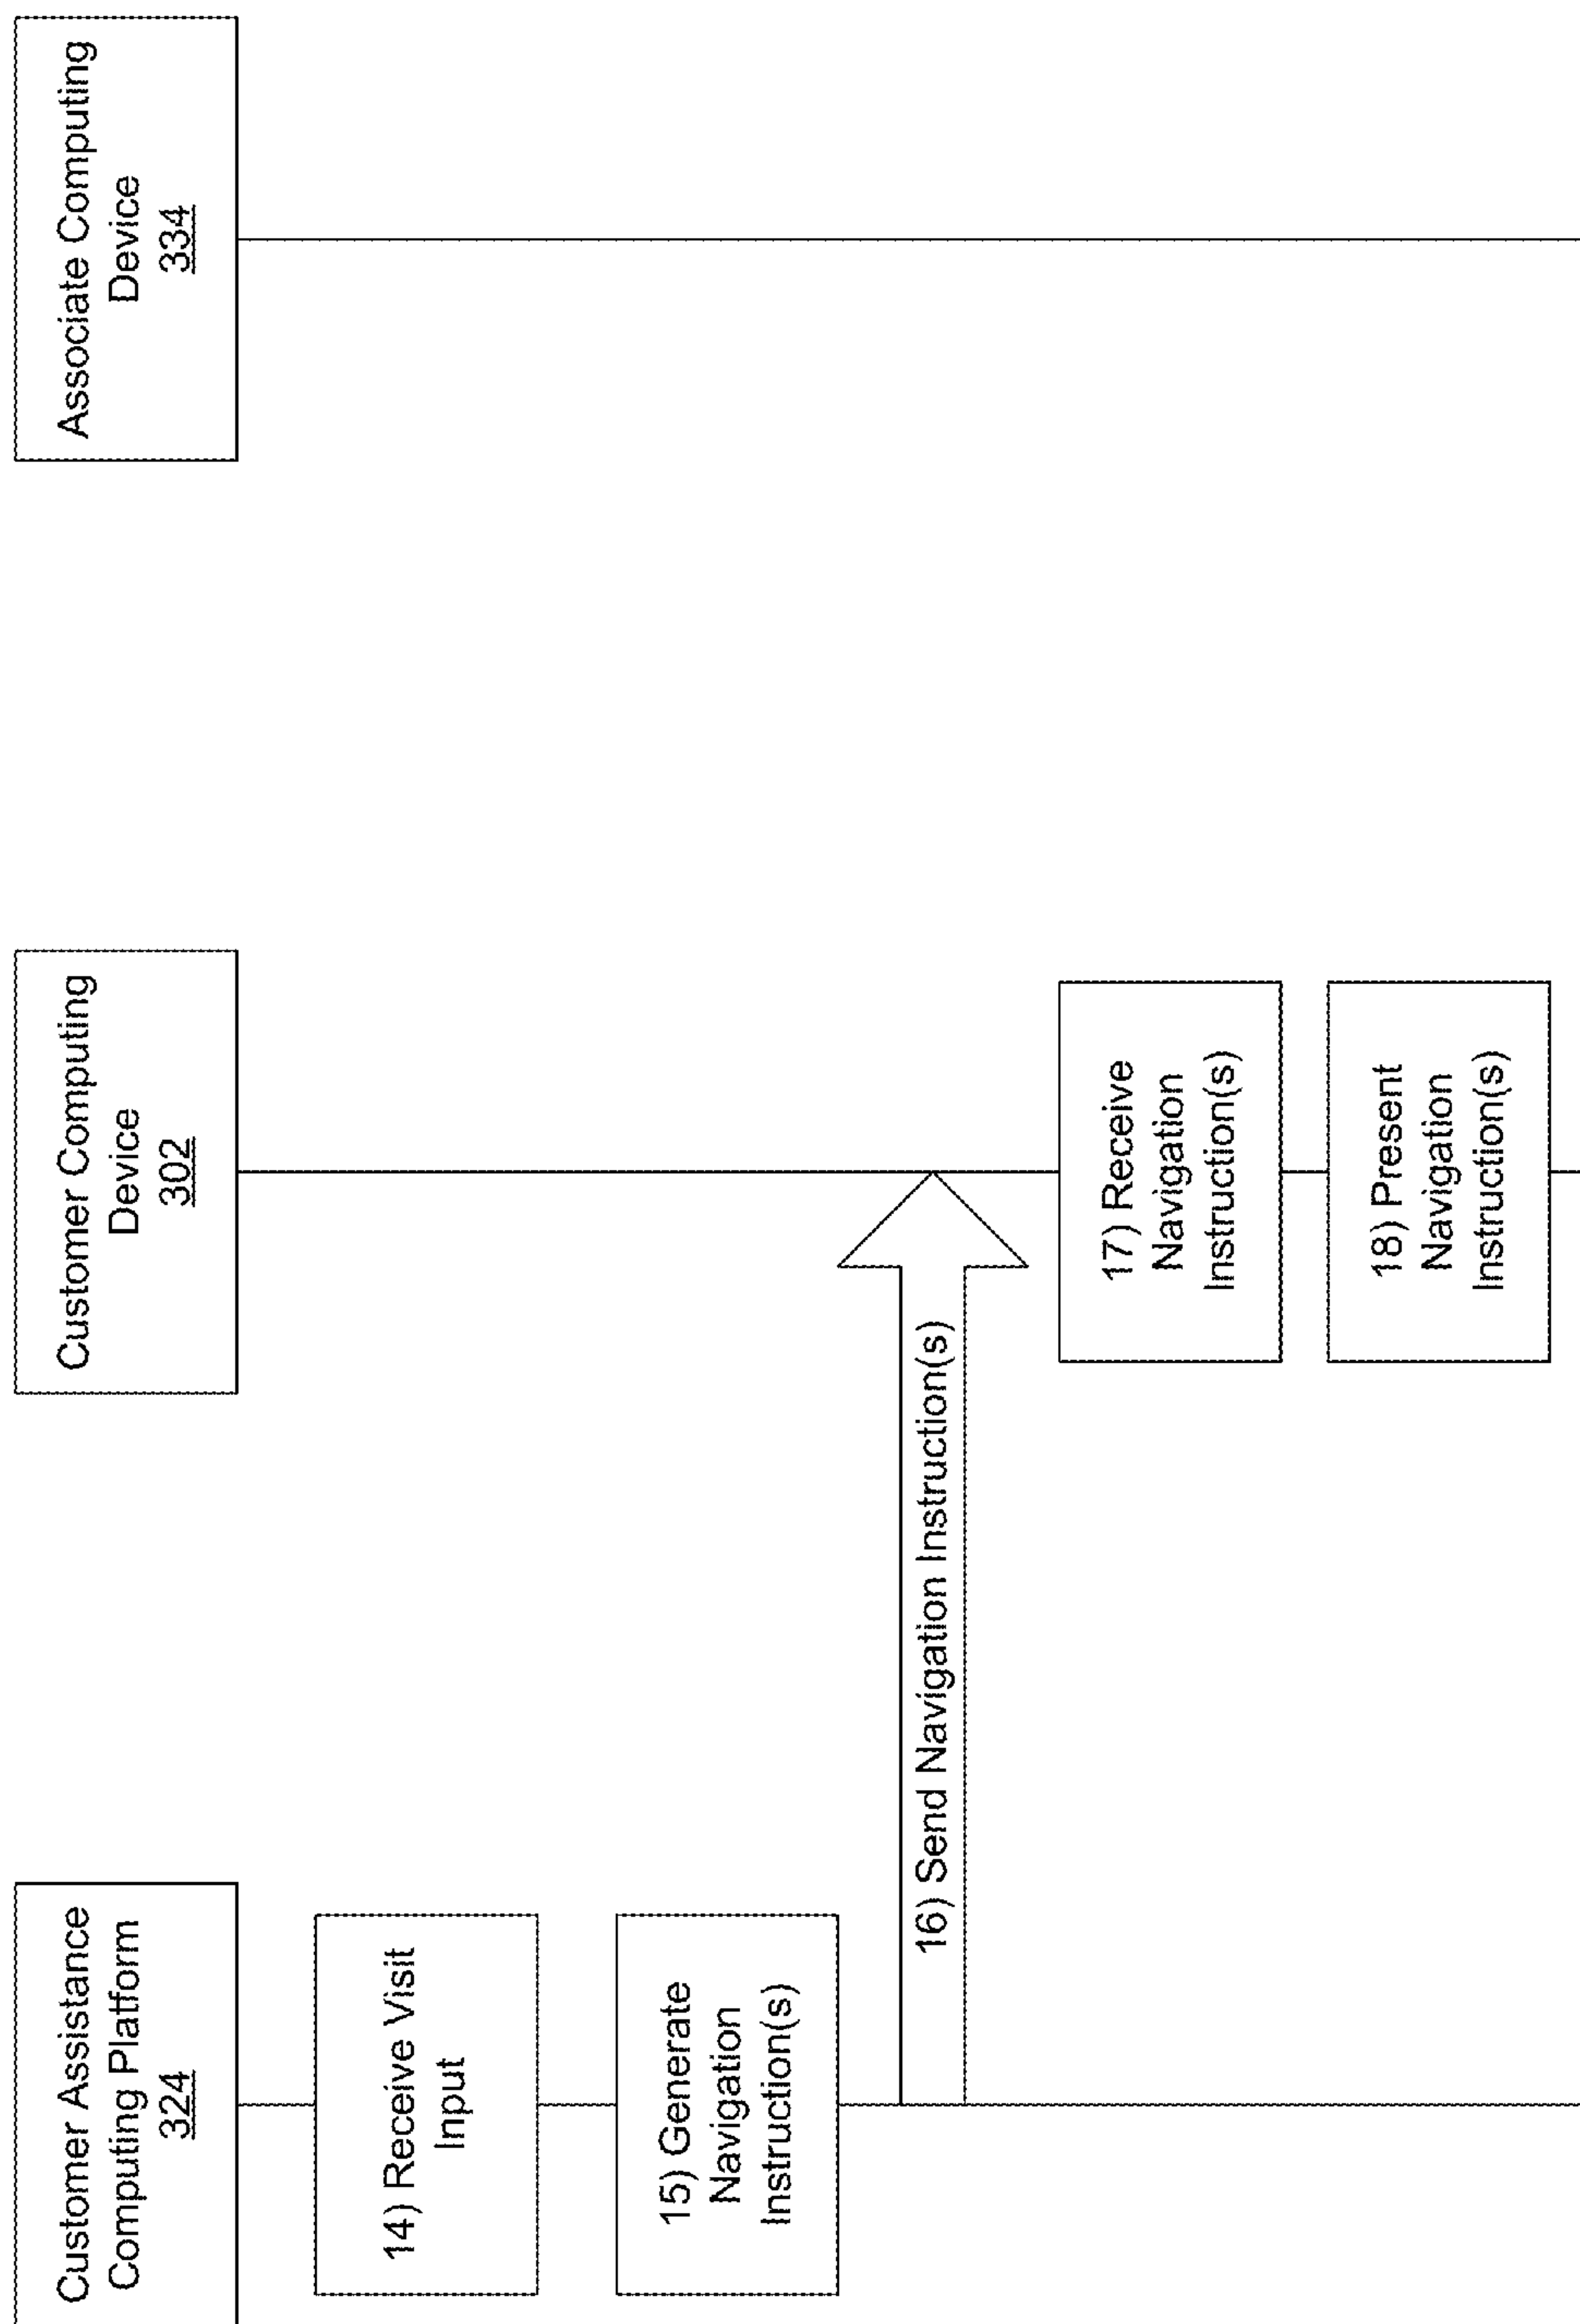 Customer Assistance
Computing Platform
324
Customer Computing
Device
302
Associate Computing
Device
334
14) Receive Visit
Input
15) Generate
Navigation
Instruction(s)
16) Send Navigation Instruction(s)
17) Receive
Navigation
Instruction(s)
18) Present
Navigation
Instruction(s)